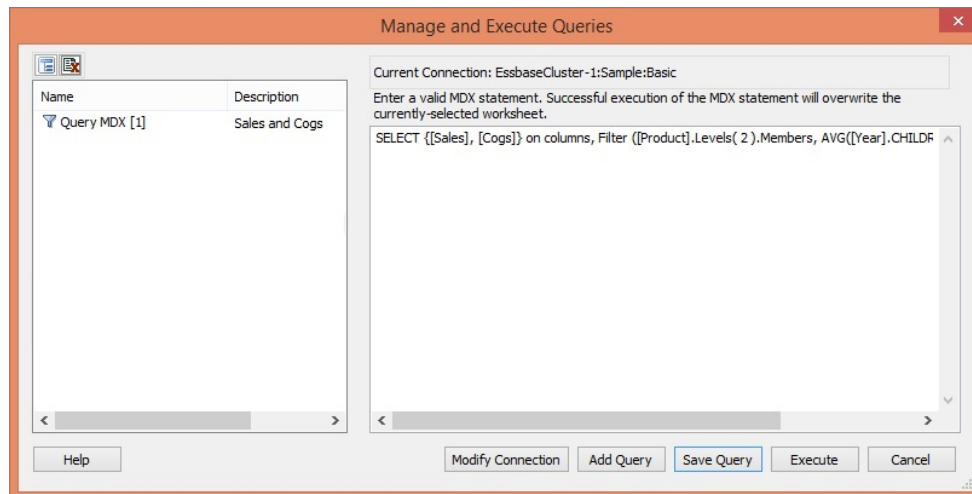 Manage and Execute Queries
Name Description
Query MDX [1] Sales and Cogs
Current Connection: EssbaseCluster-1:Sample:Basic
Enter a valid MDX statement. Successful execution of the MDX statement will overwrite the
currently-selected worksheet.
SELECT {[Sales], [Cogs]} on columns, Filter ([Product].Levels( 2 ).Members, AVG([Year].CHILDR
Help Modify Connection Add Query Save Query Execute Cancel